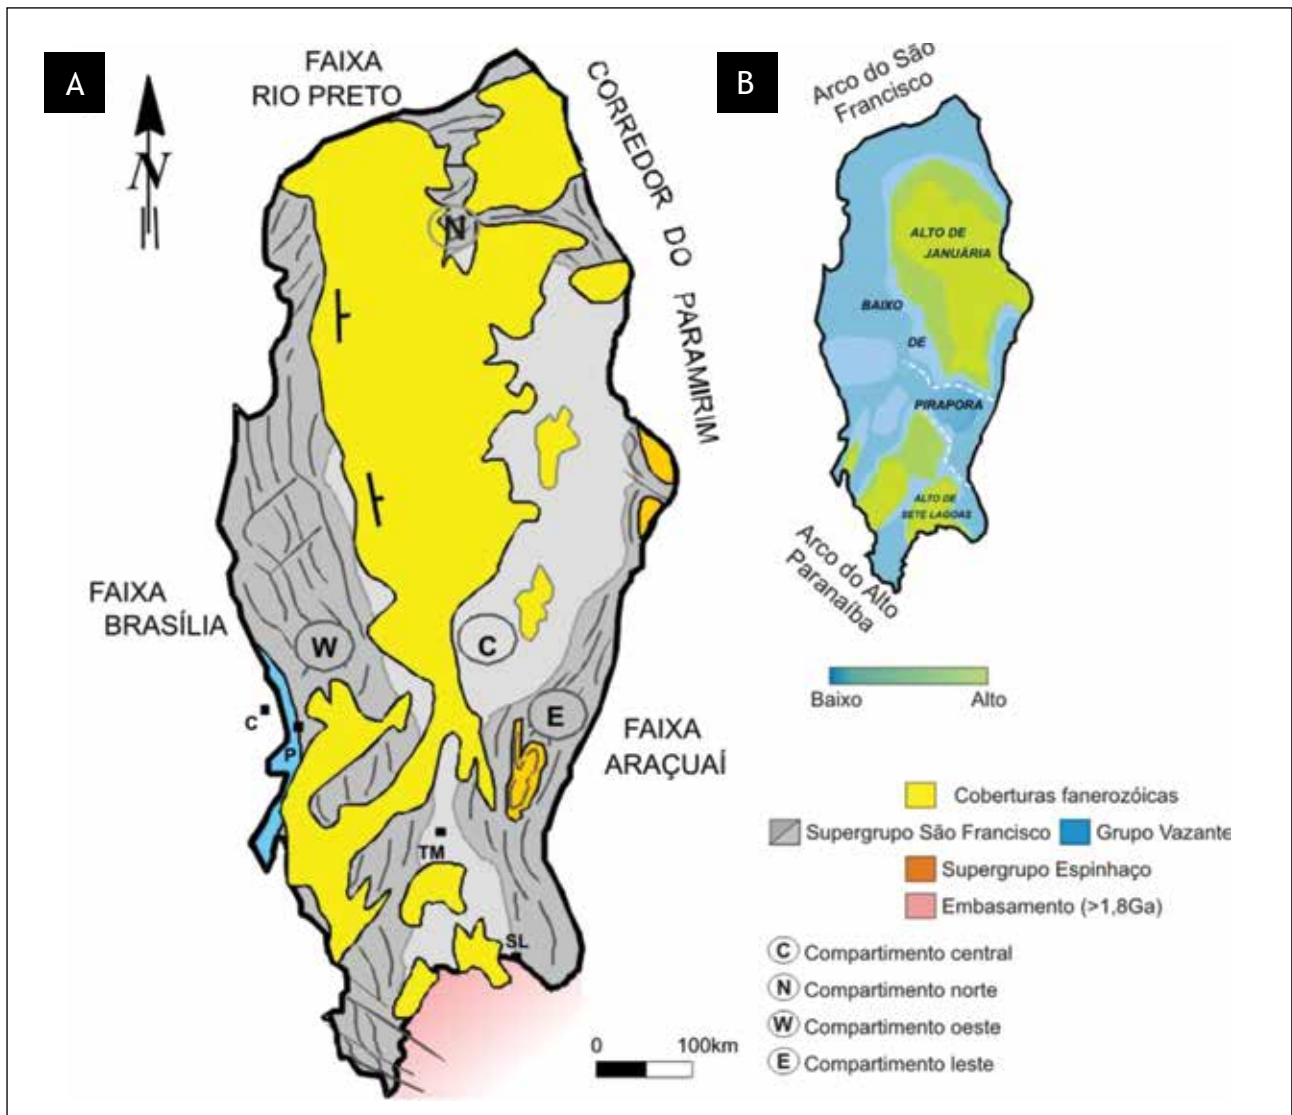 A
N
FAIXA
RIO PRETO
CORREDOR DO PARAMIRIM
N
FAIXA
BRASÍLIA
W
C
E
C
P
FAIXA
ARAÇUAÍ
TM
SL
0 100km
B
Arco do São
Francisco
ALTO DE
JANUÁRIA
BAIXO
DE
PIRAPORA
ALTO DE
SETE LAGOAS
Arco do Alto
Paranaíba
Baixo Alto
Coberturas fanerozóicas
Supergrupo São Francisco Grupo Vazante
Supergrupo Espinhaço
Embasamento (>1,8Ga)
C Compartimento central
N Compartimento norte
W Compartimento oeste
E Compartimento leste